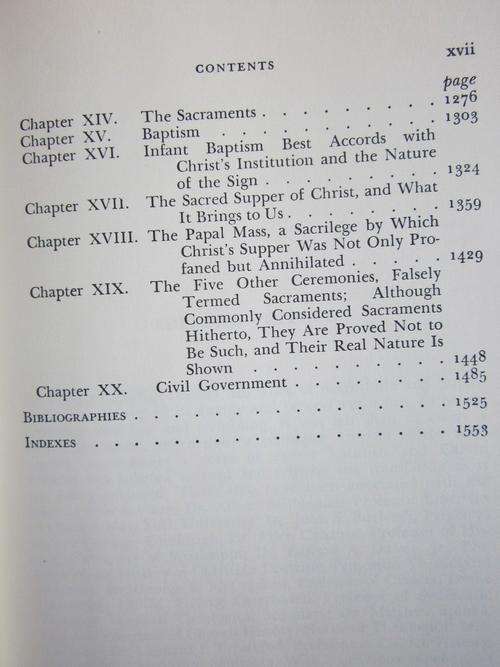 xvii
CONTENTS
page
Chapter XIV. The Sacraments . . . . . . . . . . 1276
Chapter XV. Baptism . . . . . . . . . . . 1303
Chapter XVI. Infant Baptism Best Accords with
Christ's Institution and the Nature
of the Sign . . . . . . . . . 1324
Chapter XVII. The Sacred Supper of Christ, and What
It Brings to Us . . . . . . . . 1359
Chapter XVIII. The Papal Mass, a Sacrilege by Which
Christ's Supper Was Not Only Pro-
faned but Annihilated . . . . . 1429
Chapter XIX. The Five Other Ceremonies, Falsely
Termed Sacraments; Although
Commonly Considered Sacraments
Hitherto, They Are Proved Not to
Be Such, and Their Real Nature Is
Shown . . . . . . . . . . 1448
Chapter XX. Civil Government . . . . . . . . 1485
BIBLIOGRAPHIES . . . . . . . . . . . . . . . 1525
INDEXES . . . . . . . . . . . . . . . . . 1553